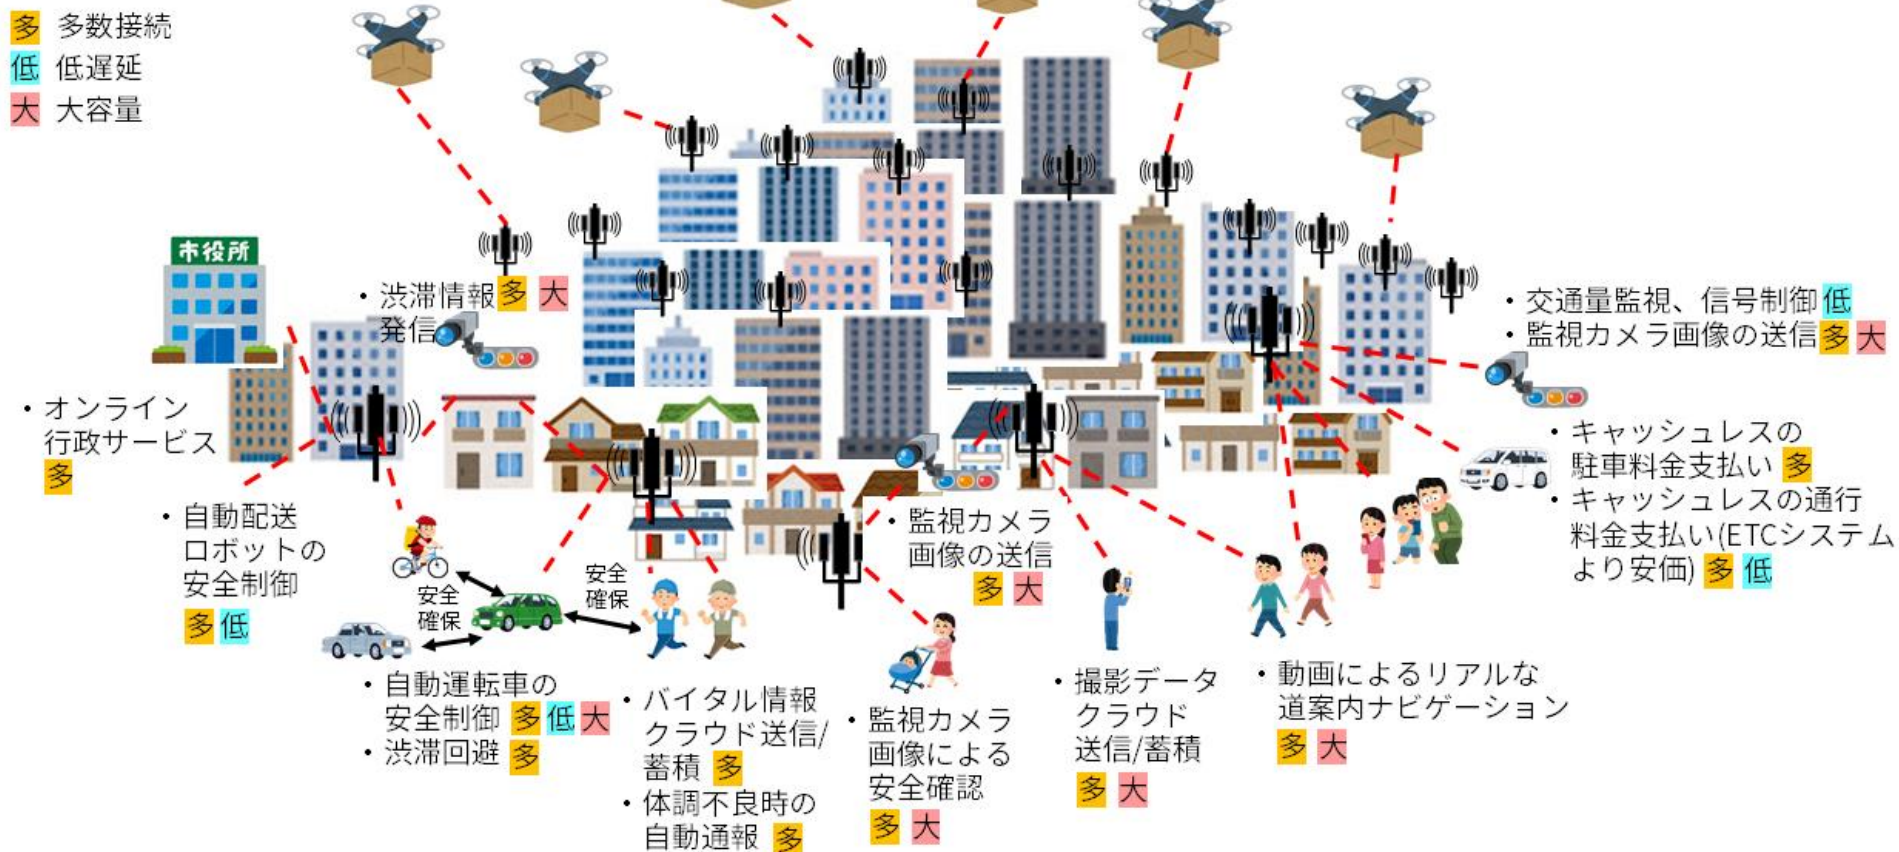 多 多数接続
低 低遅延
大 大容量
市役所
・渋滞情報 多 大
発信
・オンライン
行政サービス
多
・自動配送
ロボットの
安全制御
多 低
安全
確保
安全
確保
・自動運転車の
安全制御 多 低 大
・渋滞回避 多
・バイタル情報
クラウド送信/
蓄積 多
・体調不良時の
自動通報 多
・監視カメラ
画像による
安全確認
多 大
・監視カメラ
画像の送信
多 大
・撮影データ
クラウド
送信/蓄積
多 大
・動画によるリアルな
道案内ナビゲーション
多 大
・交通量監視、信号制御 低
・監視カメラ画像の送信 多 大
・キャッシュレスの
駐車料金支払い 多
・キャッシュレスの通行
料金支払い(ETCシステム
より安価) 多 低